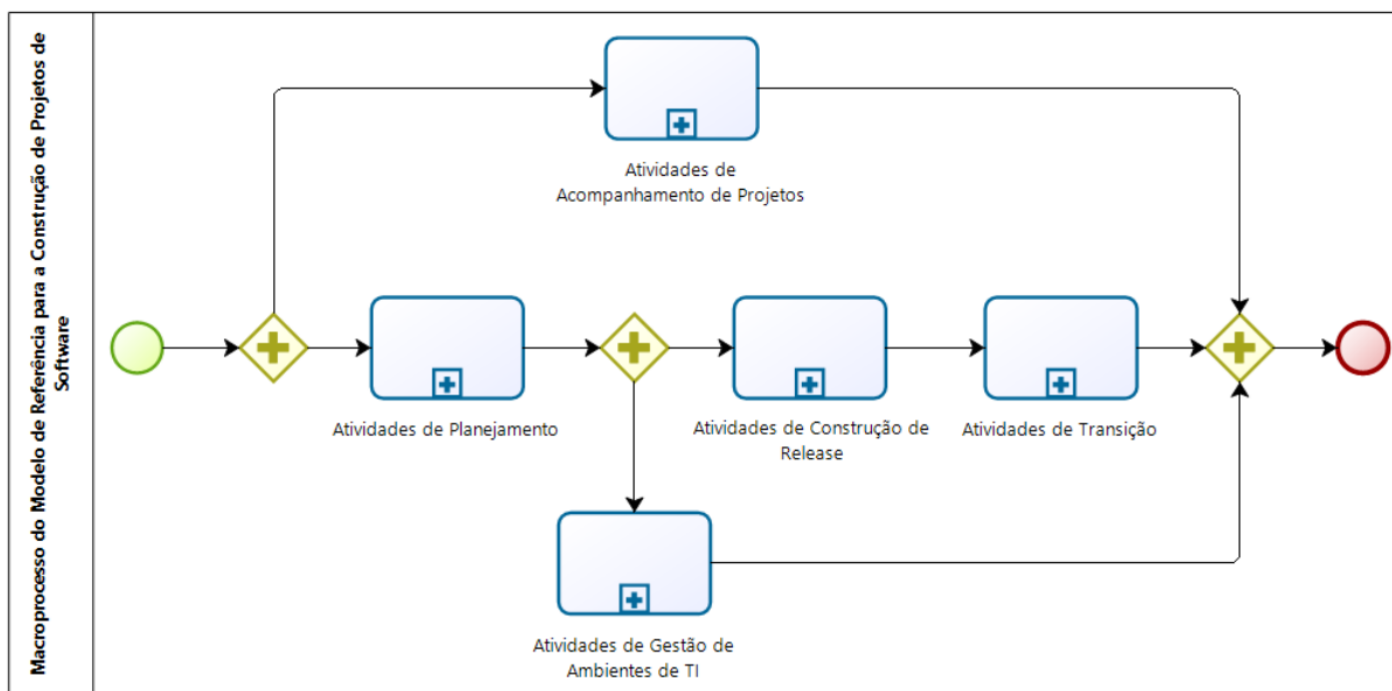 Macroprocesso do Modelo de Referência para a Construção de Projetos de
Software
Atividades de
Acompanhamento de Projetos
Atividades de Planejamento
Atividades de Construção de
Release
Atividades de Transição
Atividades de Gestão de
Ambientes de TI